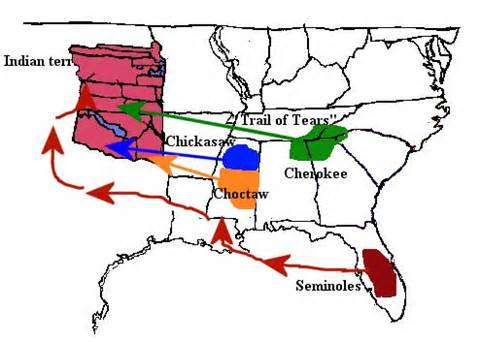 Indian terr
Trail of Tears"
Chickasaw
Cherokee
Choctaw
Seminoles